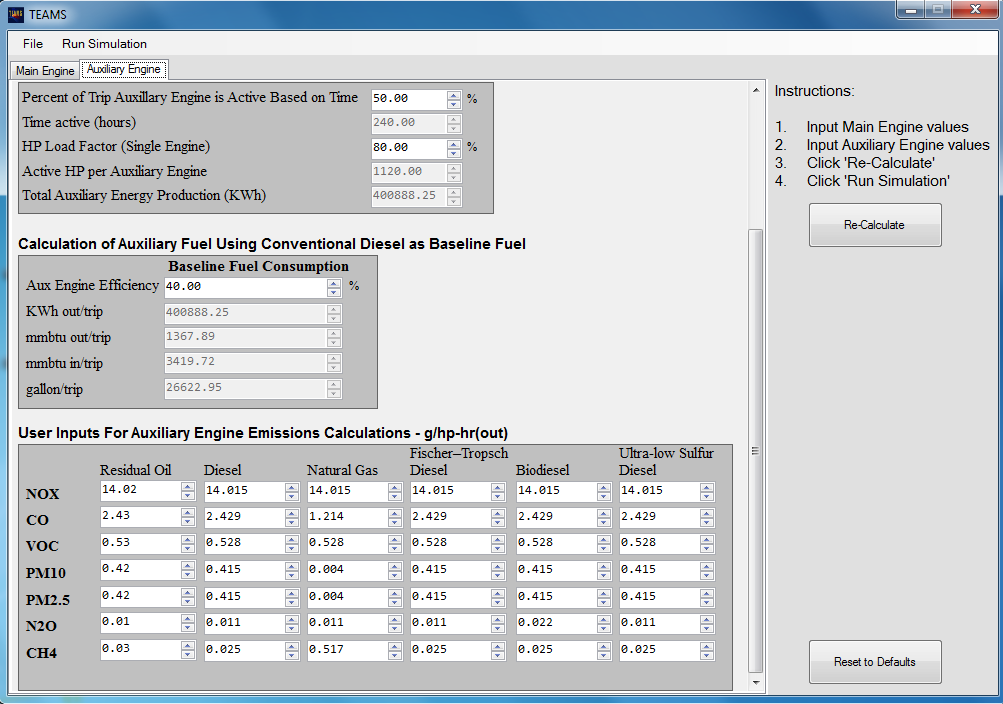 TEAMS
File Run Simulation
Main Engine Auxiliary Engine
Percent of Trip Auxillary Engine is Active Based on Time 50.00 %
Time active (hours) 240.00
HP Load Factor (Single Engine) 80.00 %
Active HP per Auxiliary Engine 1120.00
Total Auxiliary Energy Production (KWh) 400888.25
Calculation of Auxiliary Fuel Using Conventional Diesel as Baseline Fuel
Baseline Fuel Consumption
Aux Engine Efficiency 40.00 %
KWh out/trip 400888.25
mmbtu out/trip 1367.89
mmbtu in/trip 3419.72
gallon/trip 26622.95
User Inputs For Auxiliary Engine Emissions Calculations - g/hp-hr(out)
Fischer–Tropsch Ultra-low Sulfur
Residual Oil Diesel Natural Gas Diesel Biodiesel Diesel
NOX 14.02 14.015 14.015 14.015 14.015 14.015
CO 2.43 2.429 1.214 2.429 2.429 2.429
VOC 0.53 0.528 0.528 0.528 0.528 0.528
PM10 0.42 0.415 0.004 0.415 0.415 0.415
PM2.5 0.42 0.415 0.004 0.415 0.415 0.415
N2O 0.01 0.011 0.011 0.011 0.022 0.011
CH4 0.03 0.025 0.517 0.025 0.025 0.025
Instructions:
1. Input Main Engine values
2. Input Auxiliary Engine values
3. Click 'Re-Calculate'
4. Click 'Run Simulation'
Re-Calculate
Reset to Defaults